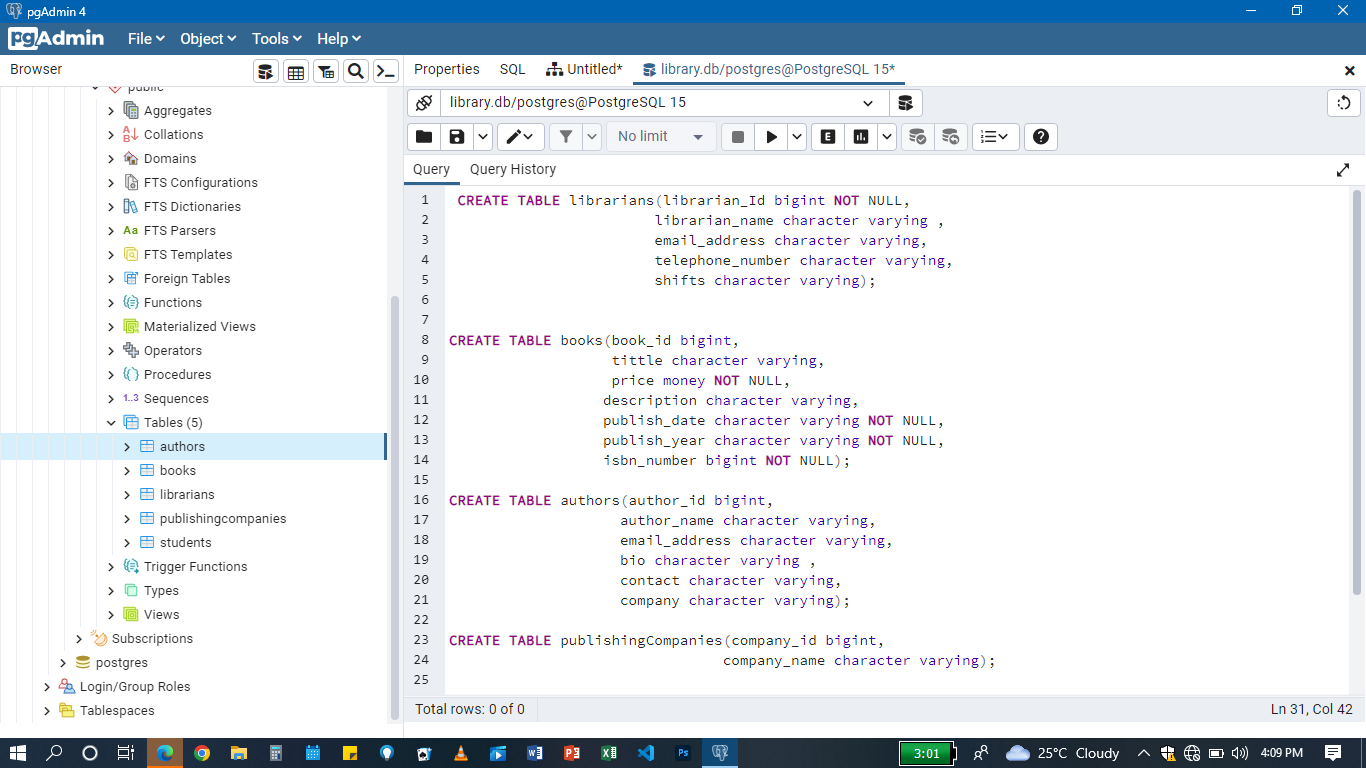 pgAdmin 4
pgAdmin File Object Tools Help
Browser
Properties SQL Untitled* library.db/postgres@PostgreSQL 15*
library.db/postgres@PostgreSQL 15
No limit
E
Query Query History
public
Aggregates
Collations
Domains
FTS Configurations
FTS Dictionaries
Aa FTS Parsers
FTS Templates
Foreign Tables
Functions
Materialized Views
Operators
Procedures
1..3 Sequences
Tables (5)
authors
books
librarians
publishingcompanies
students
Trigger Functions
Types
Views
Subscriptions
postgres
Login/Group Roles
Tablespaces
1 CREATE TABLE librarians(librarian_Id bigint NOT NULL,
2 librarian_name character varying ,
3 email_address character varying,
4 telephone_number character varying,
5 shifts character varying);
6
7
8 CREATE TABLE books(book_id bigint,
9 tittle character varying,
10 price money NOT NULL,
11 description character varying,
12 publish_date character varying NOT NULL,
13 publish_year character varying NOT NULL,
14 isbn_number bigint NOT NULL);
15
16 CREATE TABLE authors(author_id bigint,
17 author_name character varying,
18 email_address character varying,
19 bio character varying ,
20 contact character varying,
21 company character varying);
22
23 CREATE TABLE publishingCompanies(company_id bigint,
24 company_name character varying);
25
Total rows: 0 of 0 Ln 31, Col 42
3:01 25°C Cloudy 4:09 PM